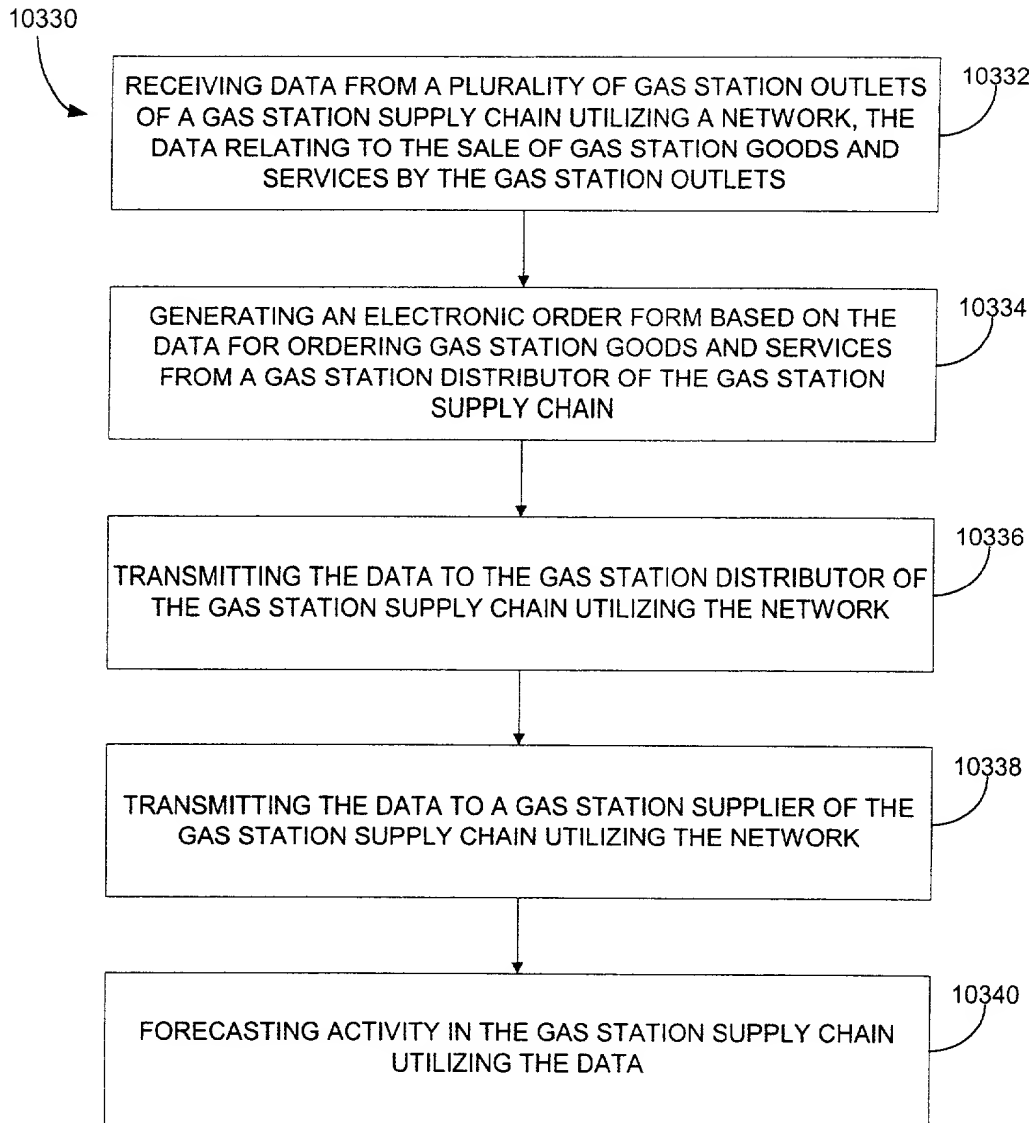 10330
RECEIVING DATA FROM A PLURALITY OF GAS STATION OUTLETS
OF A GAS STATION SUPPLY CHAIN UTILIZING A NETWORK, THE
DATA RELATING TO THE SALE OF GAS STATION GOODS AND
SERVICES BY THE GAS STATION OUTLETS
10332
GENERATING AN ELECTRONIC ORDER FORM BASED ON THE
DATA FOR ORDERING GAS STATION GOODS AND SERVICES
FROM A GAS STATION DISTRIBUTOR OF THE GAS STATION
SUPPLY CHAIN
10334
TRANSMITTING THE DATA TO THE GAS STATION DISTRIBUTOR OF
THE GAS STATION SUPPLY CHAIN UTILIZING THE NETWORK
10336
TRANSMITTING THE DATA TO A GAS STATION SUPPLIER OF THE
GAS STATION SUPPLY CHAIN UTILIZING THE NETWORK
10338
FORECASTING ACTIVITY IN THE GAS STATION SUPPLY CHAIN
UTILIZING THE DATA
10340